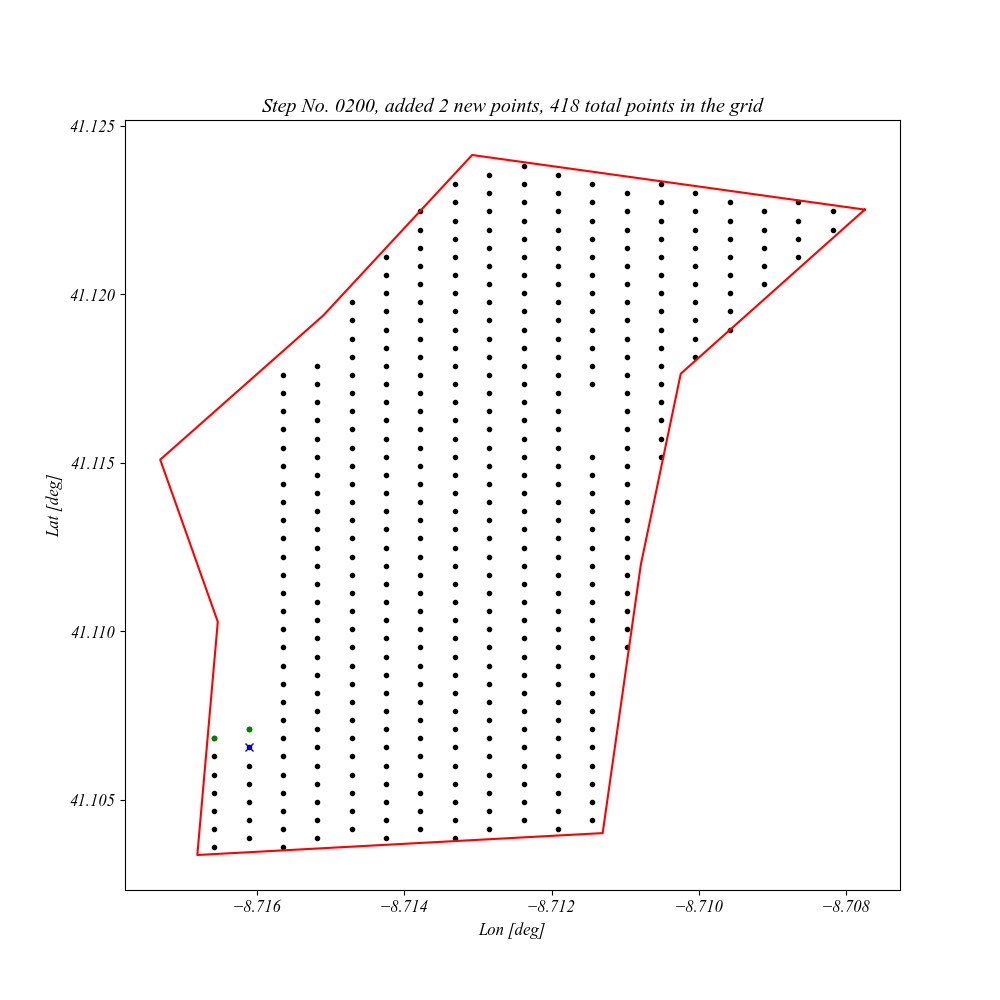 Step No. 0200, added 2 new points, 418 total points in the grid
41.125
41.120
41.115
41.110
41.105
Lat [deg]
−8.716 −8.714 −8.712 −8.710 −8.708
Lon [deg]